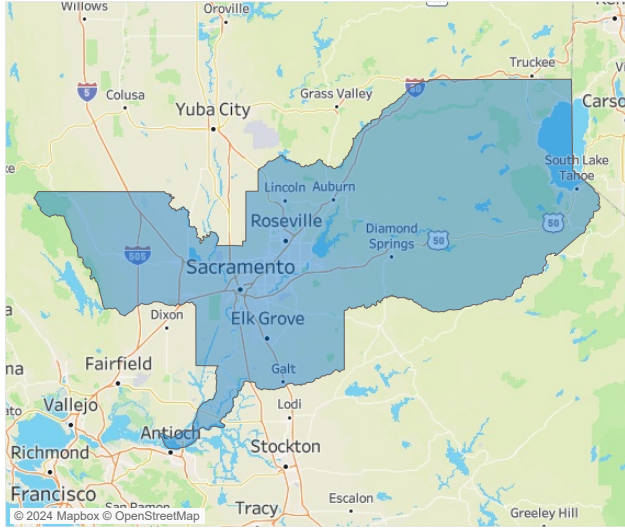 Willows
Oroville
Truckee
5
80
Grass Valley
Colusa
Carso
Yuba City
South Lake
Tahoe
Lincoln
Auburn
Roseville
50
Diamond
Springs
50
505
Sacramento
Dixon
Elk Grove
Fairfield
Galt
Vallejo
Lodi
Antioch
Stockton
Richmond
Francisco
San Ramon
Tracy
Escalon
Greeley Hill
© 2024 Mapbox © OpenStreetMap